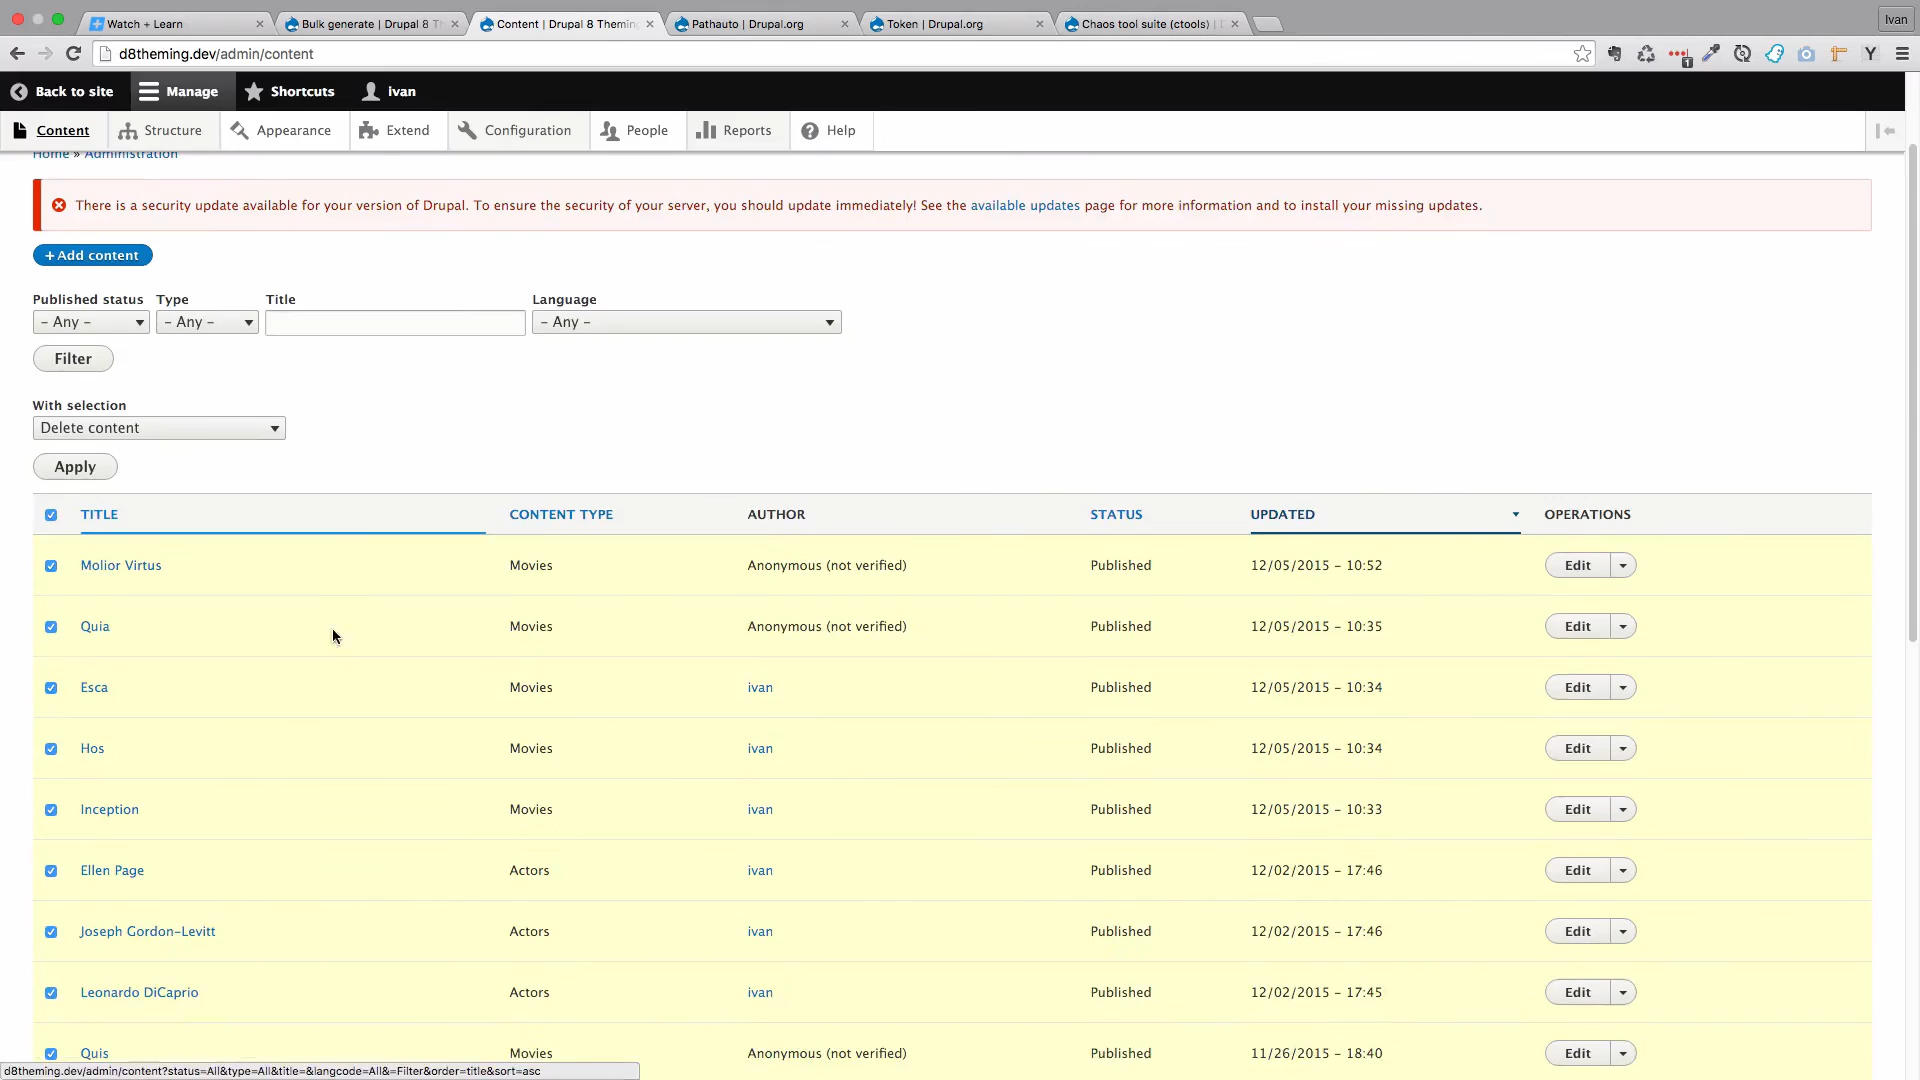 Watch + Learn
Bulk generate | Drupal 8 Th
Content | Drupal 8 Theming
Pathauto | Drupal.org
Token | Drupal.org
Chaos tool suite (ctools) | D
Ivan
d8theming.dev/admin/content
1
Y
Back to site
Manage
Shortcuts
ivan
Content
Structure
Appearance
Extend
Configuration
People
Reports
Help
Home » Administration
There is a security update available for your version of Drupal. To ensure the security of your server, you should update immediately! See the available updates page for more information and to install your missing updates.
+ Add content
Published status Type Title Language
– Any – – Any – – Any –
Filter
With selection
Delete content
Apply
TITLE CONTENT TYPE AUTHOR STATUS UPDATED OPERATIONS
Molior Virtus Movies Anonymous (not verified) Published 12/05/2015 – 10:52 Edit
Quia Movies Anonymous (not verified) Published 12/05/2015 – 10:35 Edit
Esca Movies ivan Published 12/05/2015 – 10:34 Edit
Hos Movies ivan Published 12/05/2015 – 10:34 Edit
Inception Movies ivan Published 12/05/2015 – 10:33 Edit
Ellen Page Actors ivan Published 12/02/2015 – 17:46 Edit
Joseph Gordon–Levitt Actors ivan Published 12/02/2015 – 17:46 Edit
Leonardo DiCaprio Actors ivan Published 12/02/2015 – 17:45 Edit
Quis Movies Anonymous (not verified) Published 11/26/2015 – 18:40 Edit
d8theming.dev/admin/content?status=All&type=All&title=&langcode=All&=Filter&order=title&sort=asc